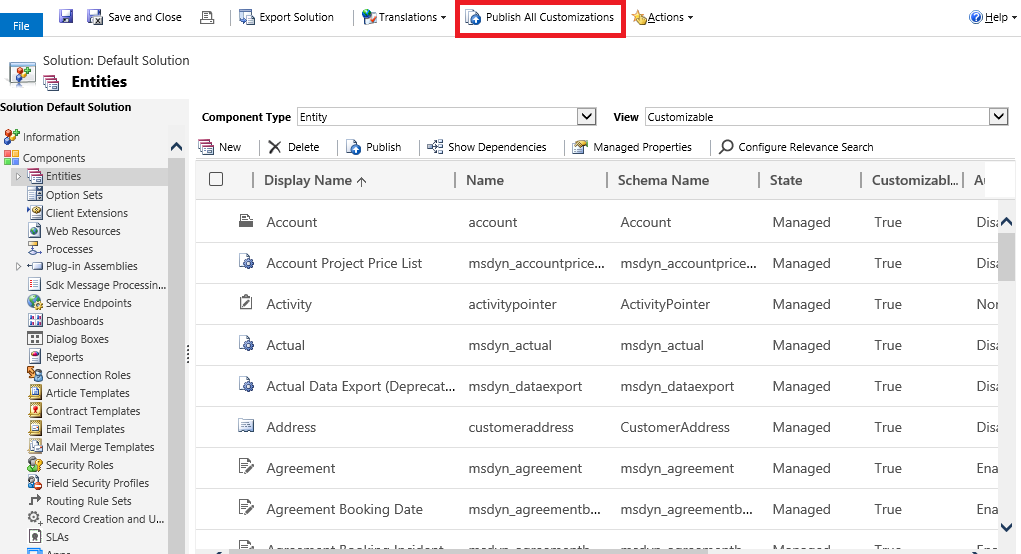 File Save and Close Export Solution Translations Publish All Customizations Actions Help
Solution: Default Solution
Entities
Solution Default Solution
Component Type Entity View Customizable
Information
New Delete Publish Show Dependencies Managed Properties Configure Relevance Search
Components
Entities
Display Name Name Schema Name State Customizabl...
Option Sets
Client Extensions
Account account Account Managed True Disa
Web Resources
Processes
Account Project Price List msdyn_accountprice... msdyn_accountprice... Managed True Disa
Plug-in Assemblies
Sdk Message Processin...
Service Endpoints
Activity activitypointer ActivityPointer Managed True Non
Dashboards
Dialog Boxes
Actual msdyn_actual msdyn_actual Managed True Disa
Reports
Connection Roles
Actual Data Export (Deprecat... msdyn_dataexport msdyn_dataexport Managed True Disa
Article Templates
Contract Templates
Email Templates
Address customeraddress CustomerAddress Managed True Disa
Mail Merge Templates
Security Roles
Agreement msdyn_agreement msdyn_agreement Managed True Ena
Field Security Profiles
Routing Rule Sets
Agreement Booking Date msdyn_agreementb... msdyn_agreementb... Managed True Ena
Record Creation and U...
SLAs
Agreement Booking Incident msdyn_agreementb... msdyn_agreementb... Managed True Ena
Apps